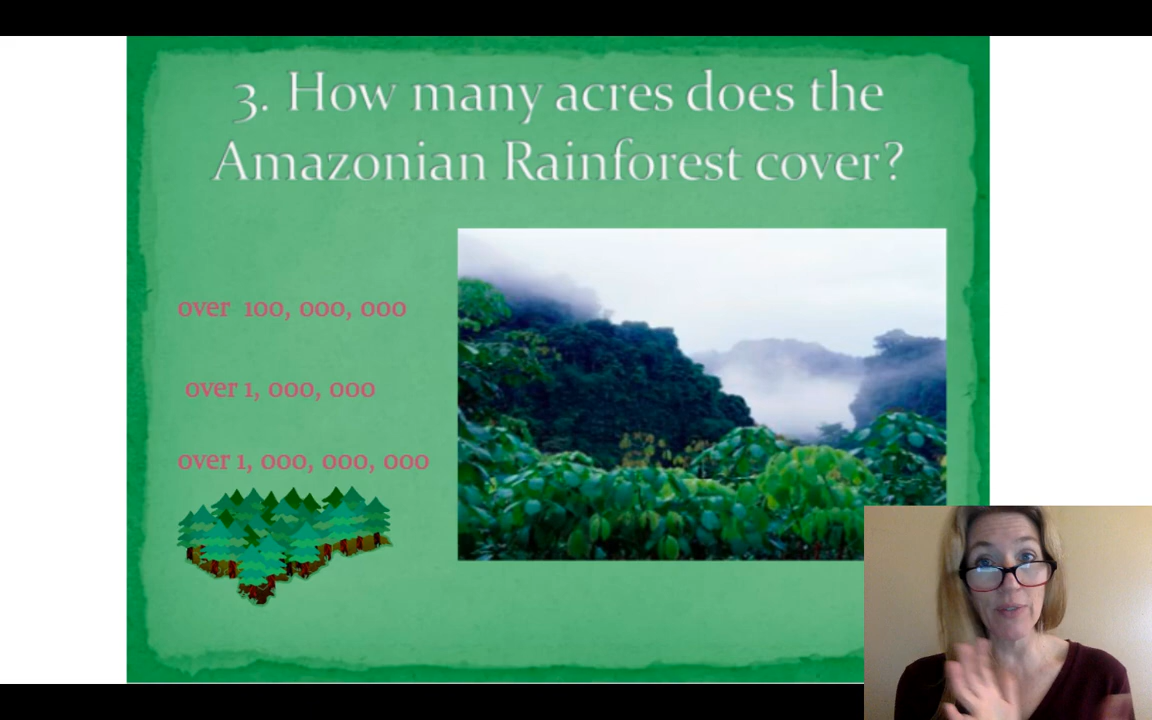 3. How many acres does the
Amazonian Rainforest cover?
over 100, 000, 000
over 1, 000, 000
over 1, 000, 000, 000